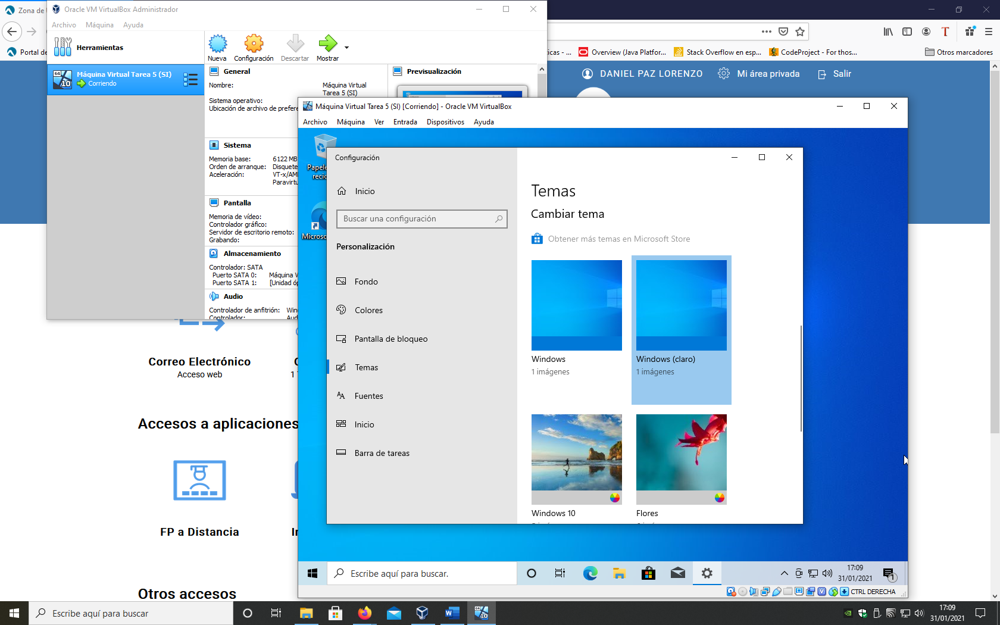 Zona de
Oracle VM VirtualBox Administrador
Archivo Máquina Ayuda
Herramientas
Nueva Configuración Descartar Mostrar
Portal de
icas - ... Overview (Java Platfor... Stack Overflow en esp... CodeProject - For thos... Otros marcadores
DANIEL PAZ LORENZO Mi área privada Salir
Máquina Virtual Tarea 5 (SI)
Corriendo
General
Nombre: Máquina Virtual
Tarea 5 (SI)
Sistema operativo:
Ubicación de archivo de prefere
Previsualización
Sistema
Memoria base: 6122 MB
Orden de arranque: Disquete
Aceleración: VT-x/AM
Paravirtu
Pantalla
Memoria de vídeo:
Controlador gráfico:
Servidor de escritorio remoto:
Grabando:
Almacenamiento
Controlador: SATA
Puerto SATA 0: Máquina V
Puerto SATA 1: [Unidad óp
Audio
Controlador de anfitrión: Win
Controlador: Aud
Máquina Virtual Tarea 5 (SI) [Corriendo] - Oracle VM VirtualBox
Archivo Máquina Ver Entrada Dispositivos Ayuda
Papele
recic
Microso
Configuración
Inicio
Buscar una configuración
Personalización
Fondo
Colores
Pantalla de bloqueo
Temas
Fuentes
Inicio
Barra de tareas
Temas
Cambiar tema
Obtener más temas en Microsoft Store
Windows
1 imágenes
Windows (claro)
1 imágenes
Windows 10
Flores
Escribe aquí para buscar.
17:09
31/01/2021
1
CTRL DERECHA
Correo Electrónico
Acceso web
1
Accesos a aplicaciones
FP a Distancia
Otros accesos
Escribe aquí para buscar
17:09
31/01/2021